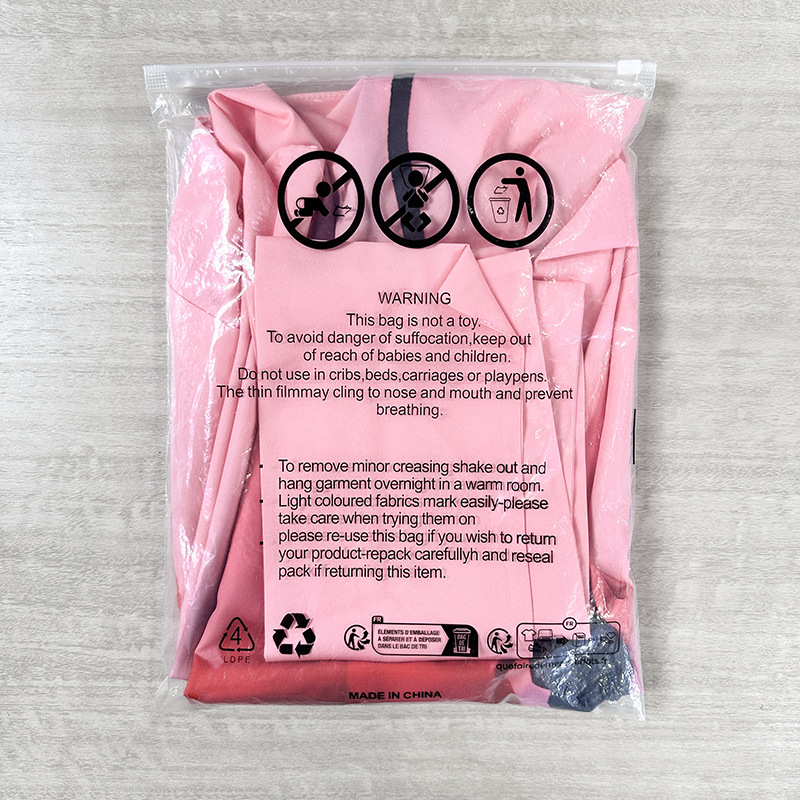 WARNING
This bag is not a toy.
To avoid danger of suffocation,keep out
of reach of babies and children.
Do not use in cribs,beds,carriages or playpens.
The thin filmmay cling to nose and mouth and prevent
breathing.
· To remove minor creasing shake out and
hang garment overnight in a warm room.
· Light coloured fabrics mark easily-please
take care when trying them on
· please re-use this bag if you wish to return
your product-repack carefullyh and reseal
pack if returning this item.
4
LDPE
FR
ÉLÉMENTS D'EMBALLAGE
À SÉPARER ET À DÉPOSER
DANS LE BAC DE TRI
BAC
DE
TRI
FR
MADE IN CHINA